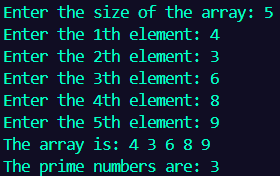 Enter the size of the array: 5
Enter the 1th element: 4
Enter the 2th element: 3
Enter the 3th element: 6
Enter the 4th element: 8
Enter the 5th element: 9
The array is: 4 3 6 8 9
The prime numbers are: 3